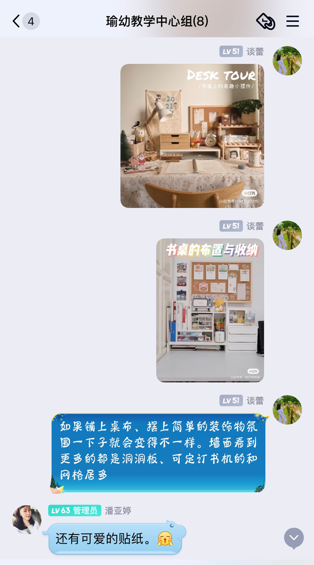 4
瑜幼教学中心组(8)
LV 51 谈蕾
DESK TOUR
LV 51 谈蕾
书桌的布置与收纳
LV 51 谈蕾
如果铺上桌布、摆上简单的装饰物氛
围一下子就会变得不一样。墙面看到
更多的都是洞洞板、可定订书机的和
网格居多
LV 63 管理员 潘亚婷
还有可爱的贴纸。